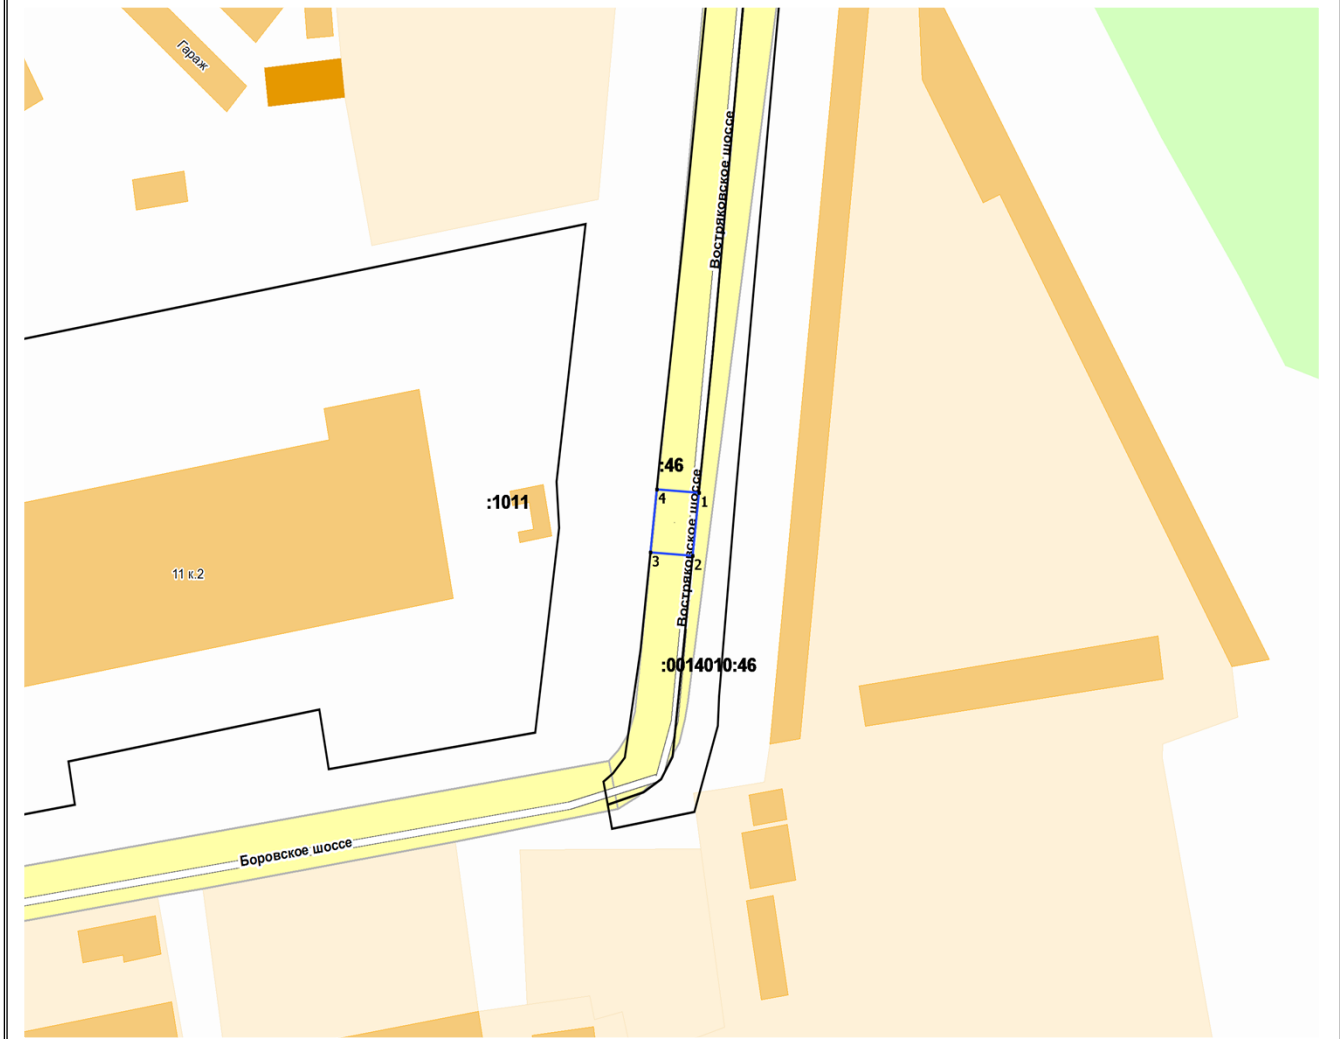 Гараж
Востряковское шоссе
:46
4
1
:1011
Востряковское шоссе
3
2
11 к.2
:0014010:46
Боровское шоссе